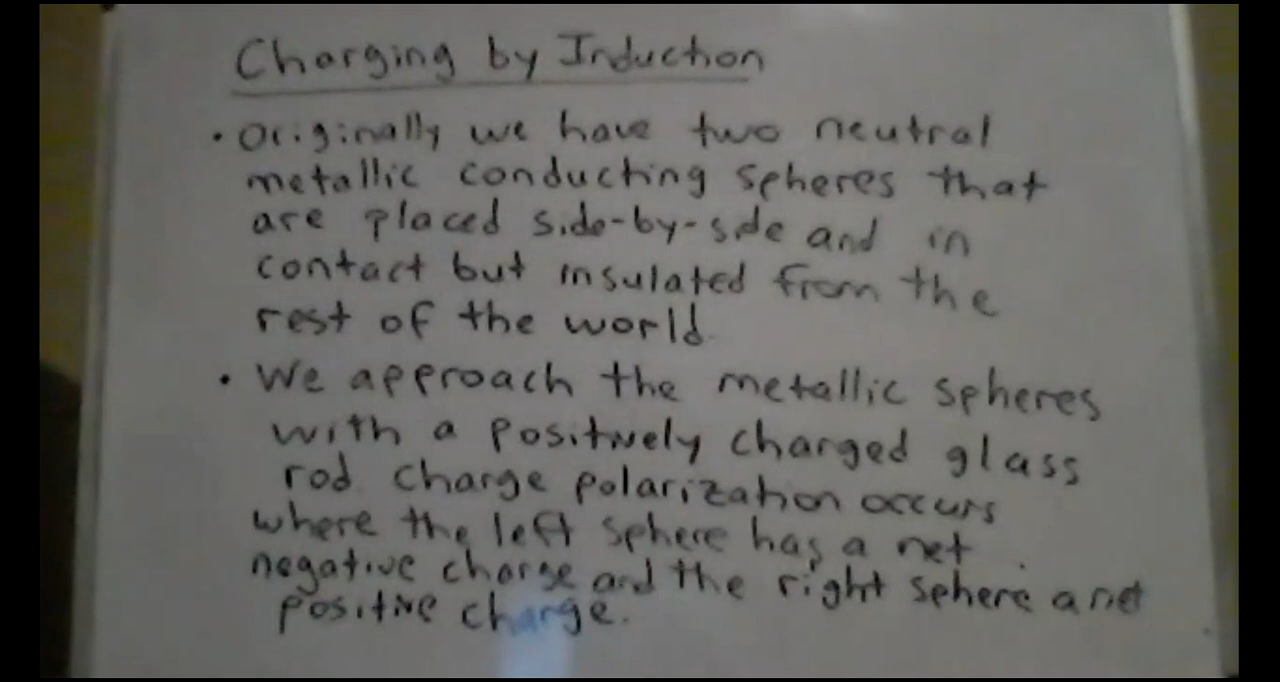 Charging by Induction
• Originally we have two neutral
metallic conducting spheres that
are placed side-by-side and in
contact but insulated from the
rest of the world.
• We approach the metallic spheres
with a positively charged glass
rod. charge polarization occurs
where the left sphere has a net
negative charge and the right sphere a net
positive charge.